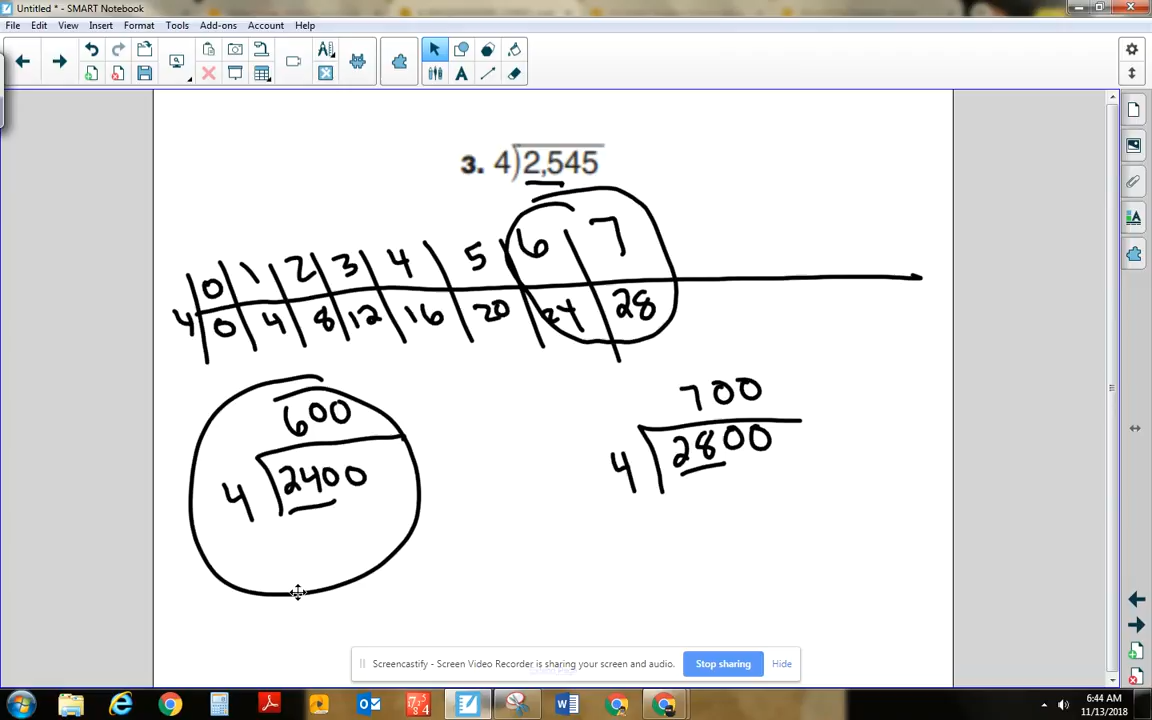 Untitled * - SMART Notebook
File Edit View Insert Format Tools Add-ons Account Help
3. 4)2,545
0 1 2 3 4 5 6 7
4 0 4 8 12 16 20 24 28
600
4 2400
700
4 2800
Screencastify - Screen Video Recorder is sharing your screen and audio. Stop sharing Hide
6:44 AM
11/13/2018